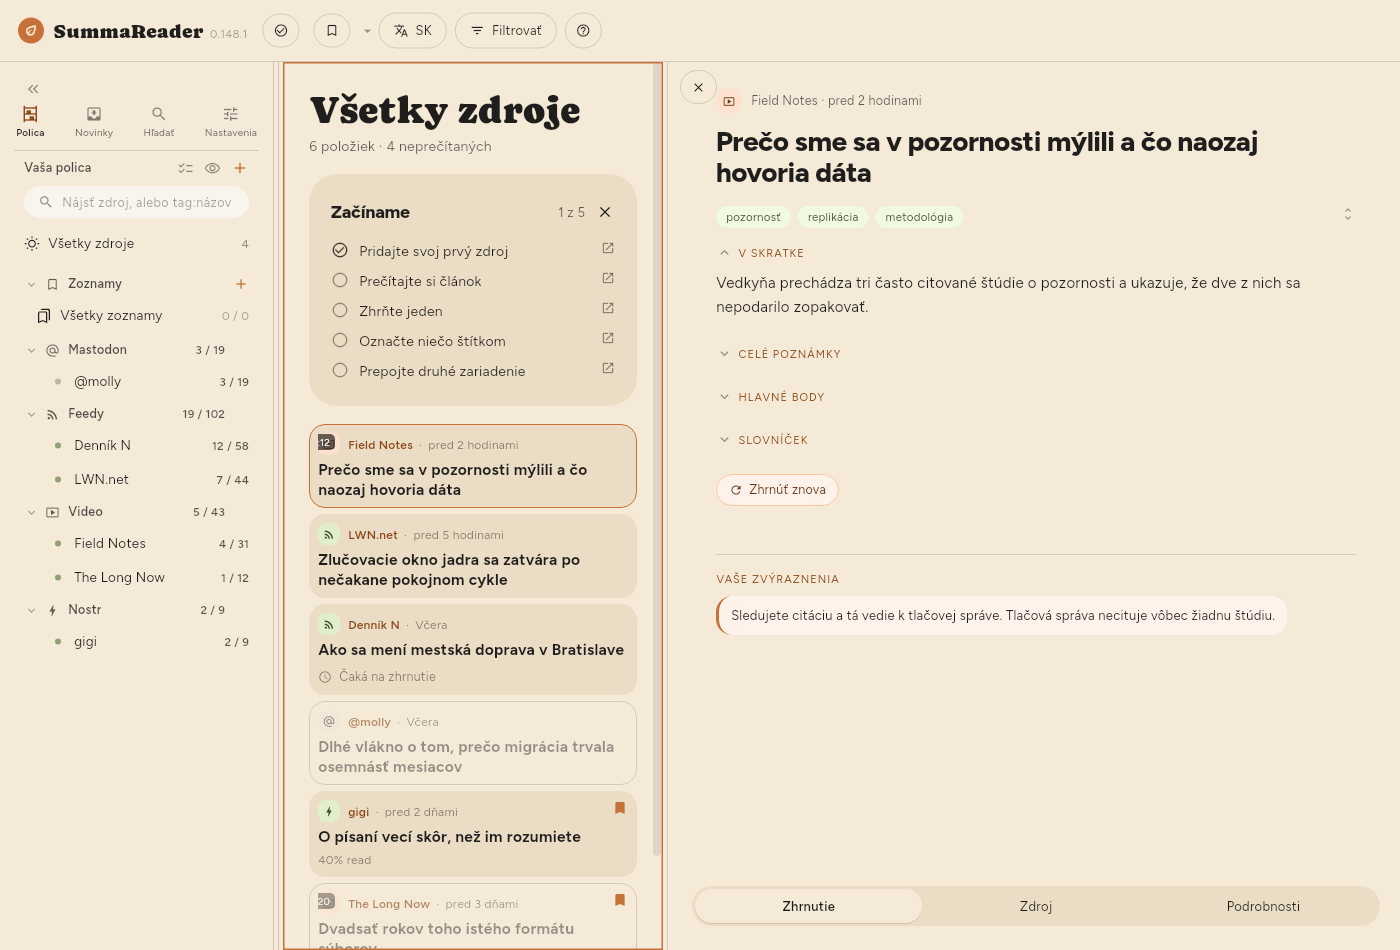 SummaReader 0.148.1
SK
Filtrovať
Polica
Novinky
Hľadať
Nastavenia
Vaša polica
Nájsť zdroj, alebo tag:názov
Všetky zdroje 4
Zoznamy
Všetky zoznamy 0 / 0
Mastodon 3 / 19
@molly 3 / 19
Feedy 19 / 102
Denník N 12 / 58
LWN.net 7 / 44
Video 5 / 43
Field Notes 4 / 31
The Long Now 1 / 12
Nostr 2 / 9
gigi 2 / 9
Všetky zdroje
6 položiek · 4 neprečítaných
Začíname 1 z 5
Pridajte svoj prvý zdroj
Prečítajte si článok
Zhrňte jeden
Označte niečo štítkom
Prepojte druhé zariadenie
:12 Field Notes · pred 2 hodinami
Prečo sme sa v pozornosti mýlili a čo
naozaj hovoria dáta
LWN.net · pred 5 hodinami
Zlučovacie okno jadra sa zatvára po
nečakane pokojnom cykle
Denník N · Včera
Ako sa mení mestská doprava v Bratislave
Čaká na zhrnutie
@molly · Včera
Dlhé vlákno o tom, prečo migrácia trvala
osemnásť mesiacov
gigi · pred 2 dňami
O písaní vecí skôr, než im rozumiete
40% read
20 The Long Now · pred 3 dňami
Dvadsať rokov toho istého formátu
súborov
Field Notes · pred 2 hodinami
Prečo sme sa v pozornosti mýlili a čo naozaj
hovoria dáta
pozornosť
replikácia
metodológia
V SKRATKE
Vedkyňa prechádza tri často citované štúdie o pozornosti a ukazuje, že dve z nich sa
nepodarilo zopakovať.
CELÉ POZNÁMKY
HLAVNÉ BODY
SLOVNÍČEK
Zhrnúť znova
VAŠE ZVÝRAZNENIA
Sledujete citáciu a tá vedie k tlačovej správe. Tlačová správa necituje vôbec žiadnu štúdiu.
Zhrnutie
Zdroj
Podrobnosti